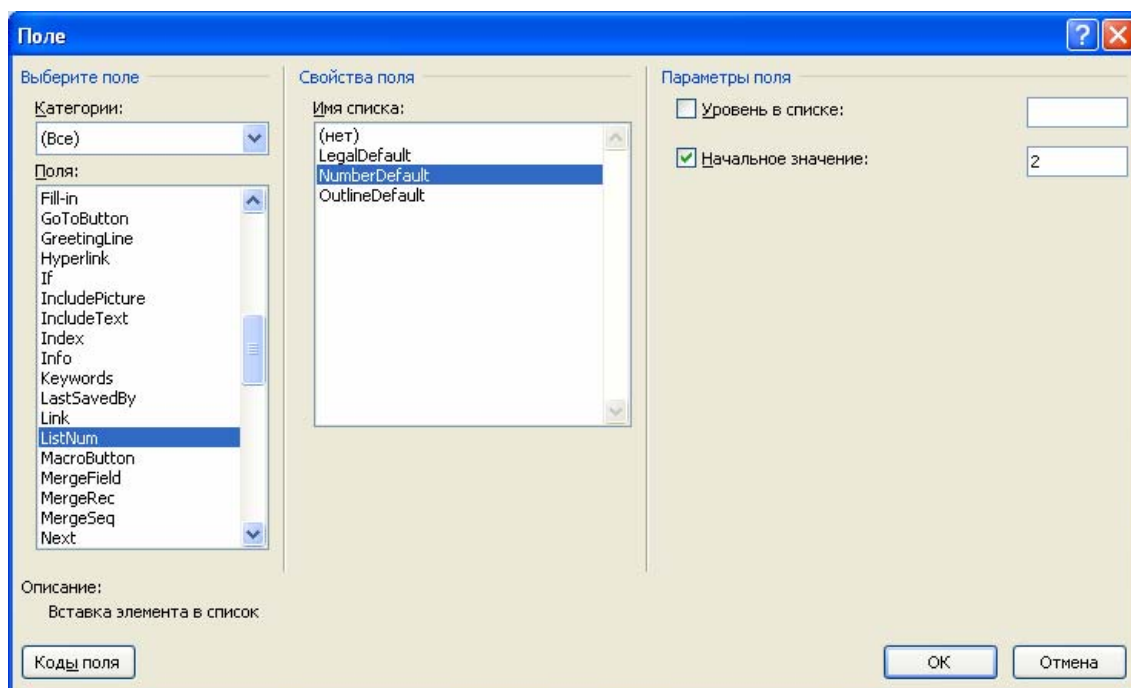 Поле
Выберите поле
Категории:
(Все)
Поля:
Fill-in
GoToButton
GreetingLine
Hyperlink
If
IncludePicture
IncludeText
Index
Info
Keywords
LastSavedBy
Link
ListNum
MacroButton
MergeField
MergeRec
MergeSeq
Next
Свойства поля
Имя списка:
(нет)
LegalDefault
NumberDefault
OutlineDefault
Параметры поля
Уровень в списке:
Начальное значение:
2
Описание:
Вставка элемента в список
Коды поля
ОК
Отмена